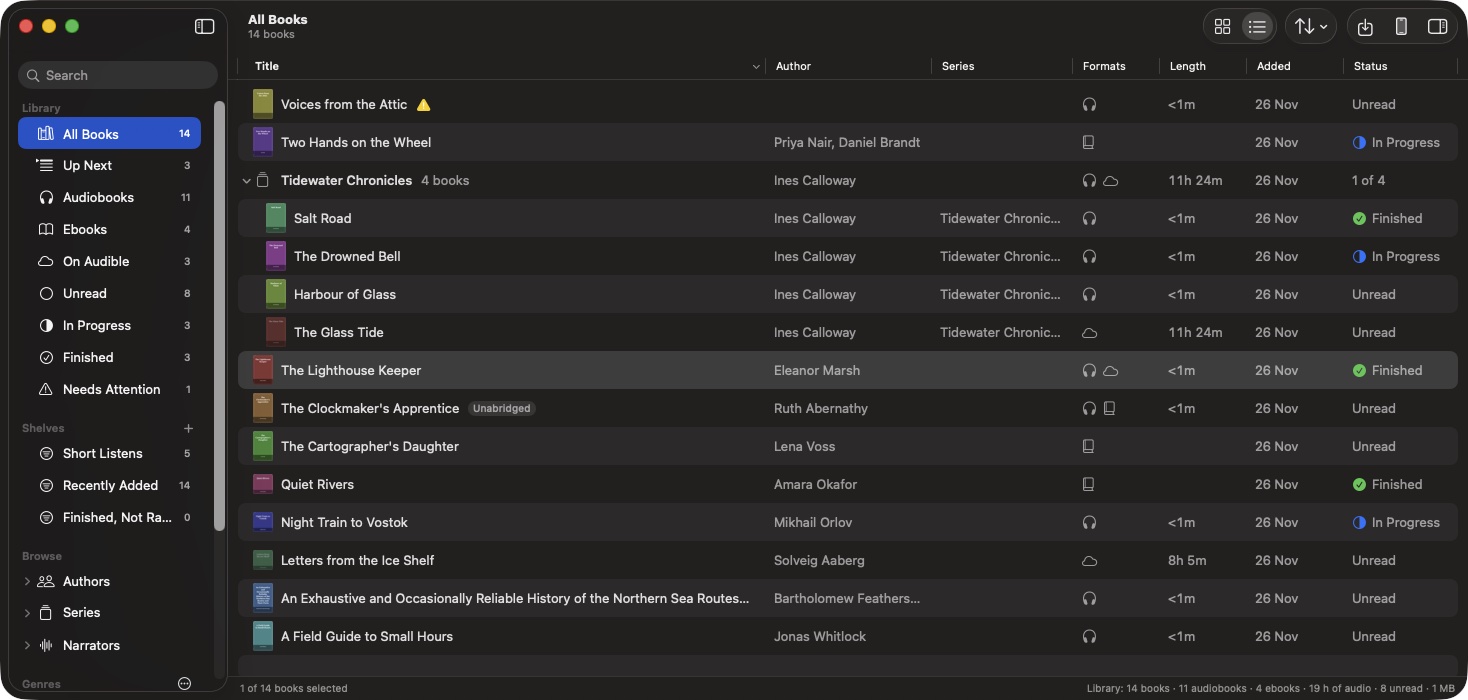 All Books
14 books
Search
Library
All Books 14
Up Next 3
Audiobooks 11
Ebooks 4
On Audible 3
Unread 8
In Progress 3
Finished 3
Needs Attention 1
Shelves
Short Listens 5
Recently Added 14
Finished, Not Ra... 0
Browse
Authors
Series
Narrators
Genres
Title Author Series Formats Length Added Status
Voices from the Attic <1m 26 Nov Unread
Two Hands on the Wheel Priya Nair, Daniel Brandt 26 Nov In Progress
Tidewater Chronicles 4 books Ines Calloway 11h 24m 26 Nov 1 of 4
Salt Road Ines Calloway Tidewater Chronic... <1m 26 Nov Finished
The Drowned Bell Ines Calloway Tidewater Chronic... <1m 26 Nov In Progress
Harbour of Glass Ines Calloway Tidewater Chronic... <1m 26 Nov Unread
The Glass Tide Ines Calloway Tidewater Chronic... 11h 24m 26 Nov Unread
The Lighthouse Keeper Eleanor Marsh <1m 26 Nov Finished
The Clockmaker's Apprentice Unabridged Ruth Abernathy <1m 26 Nov Unread
The Cartographer's Daughter Lena Voss 26 Nov Unread
Quiet Rivers Amara Okafor 26 Nov Finished
Night Train to Vostok Mikhail Orlov <1m 26 Nov In Progress
Letters from the Ice Shelf Solveig Aaberg 8h 5m 26 Nov Unread
An Exhaustive and Occasionally Reliable History of the Northern Sea Routes... Bartholomew Feathers... <1m 26 Nov Unread
A Field Guide to Small Hours Jonas Whitlock <1m 26 Nov Unread
1 of 14 books selected
Library: 14 books · 11 audiobooks · 4 ebooks · 19 h of audio · 8 unread · 1 MB